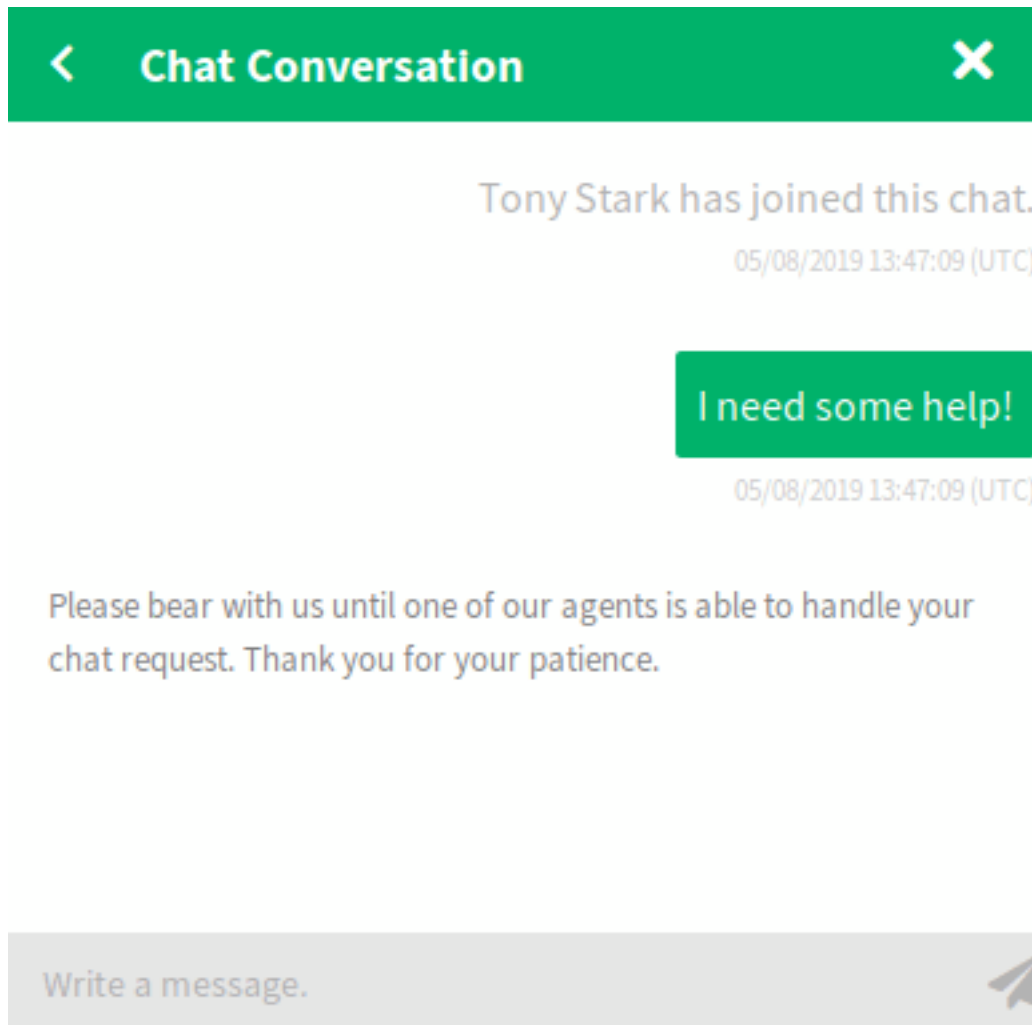 Chat Conversation
Tony Stark has joined this chat.
05/08/2019 13:47:09 (UTC)
I need some help!
05/08/2019 13:47:09 (UTC)
Please bear with us until one of our agents is able to handle your
chat request. Thank you for your patience.
Write a message.